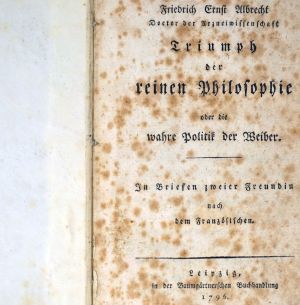 Friedrich Ernst Albrecht
Doctor der Arzneiwissenschaft
Triumph
der
reinen Philosophie
oder die
wahre Politik der Weiber.
In Briefen zweier Freundin
nach
dem Französischen.
Leipzig,
in der Baumgärtnerschen Buchhandlung
1796.